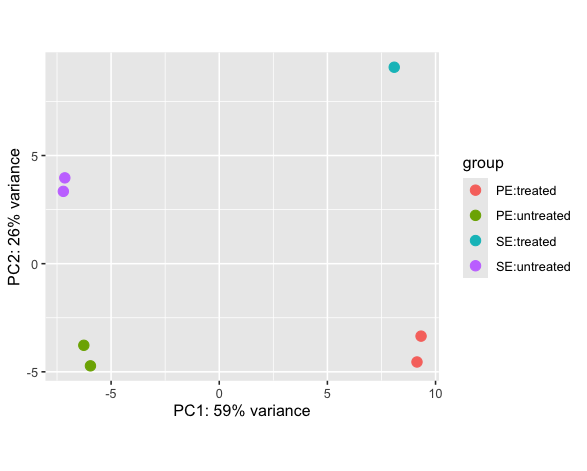 PC2: 26% variance
5
0
-5
-5
0
5
10
PC1: 59% variance
group
PE:treated
PE:untreated
SE:treated
SE:untreated